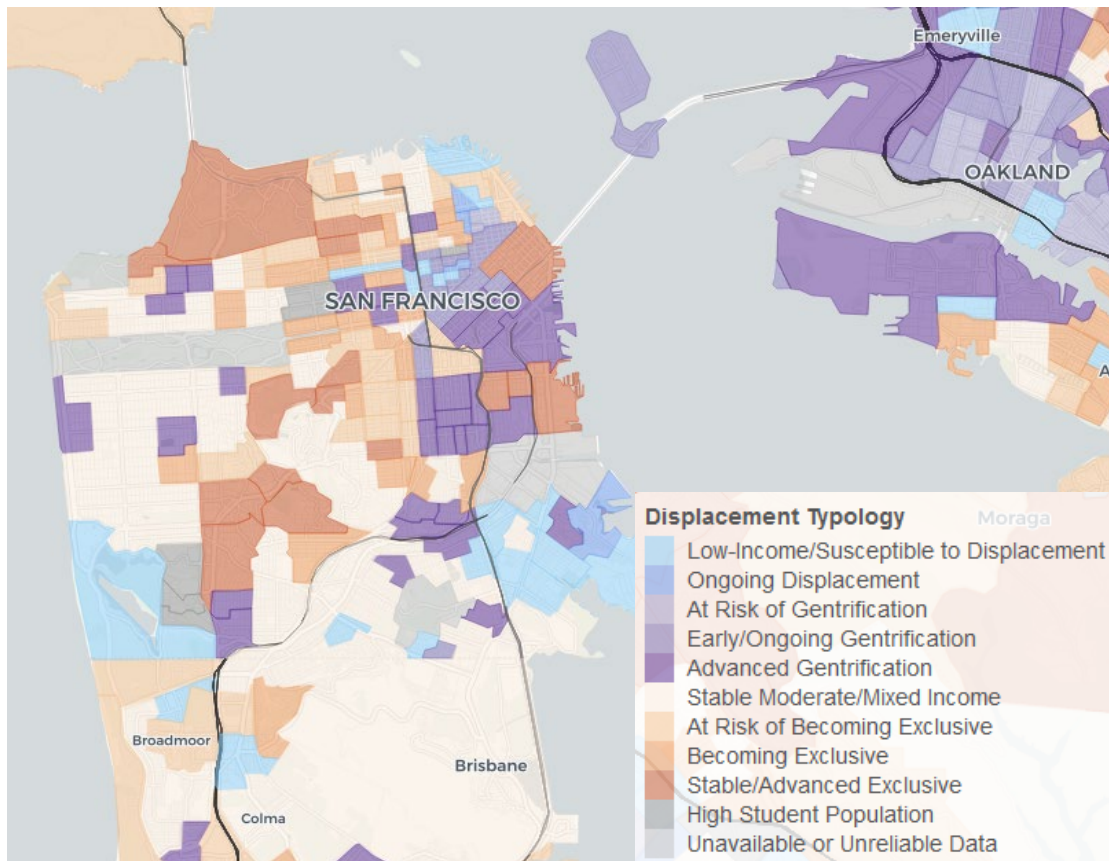 Emeryville
OAKLAND
SAN FRANCISCO
A
Displacement Typology
Moraga
Low-Income/Susceptible to Displacement
Ongoing Displacement
At Risk of Gentrification
Early/Ongoing Gentrification
Advanced Gentrification
Stable Moderate/Mixed Income
At Risk of Becoming Exclusive
Becoming Exclusive
Stable/Advanced Exclusive
High Student Population
Unavailable or Unreliable Data
Broadmoor
Brisbane
Colma